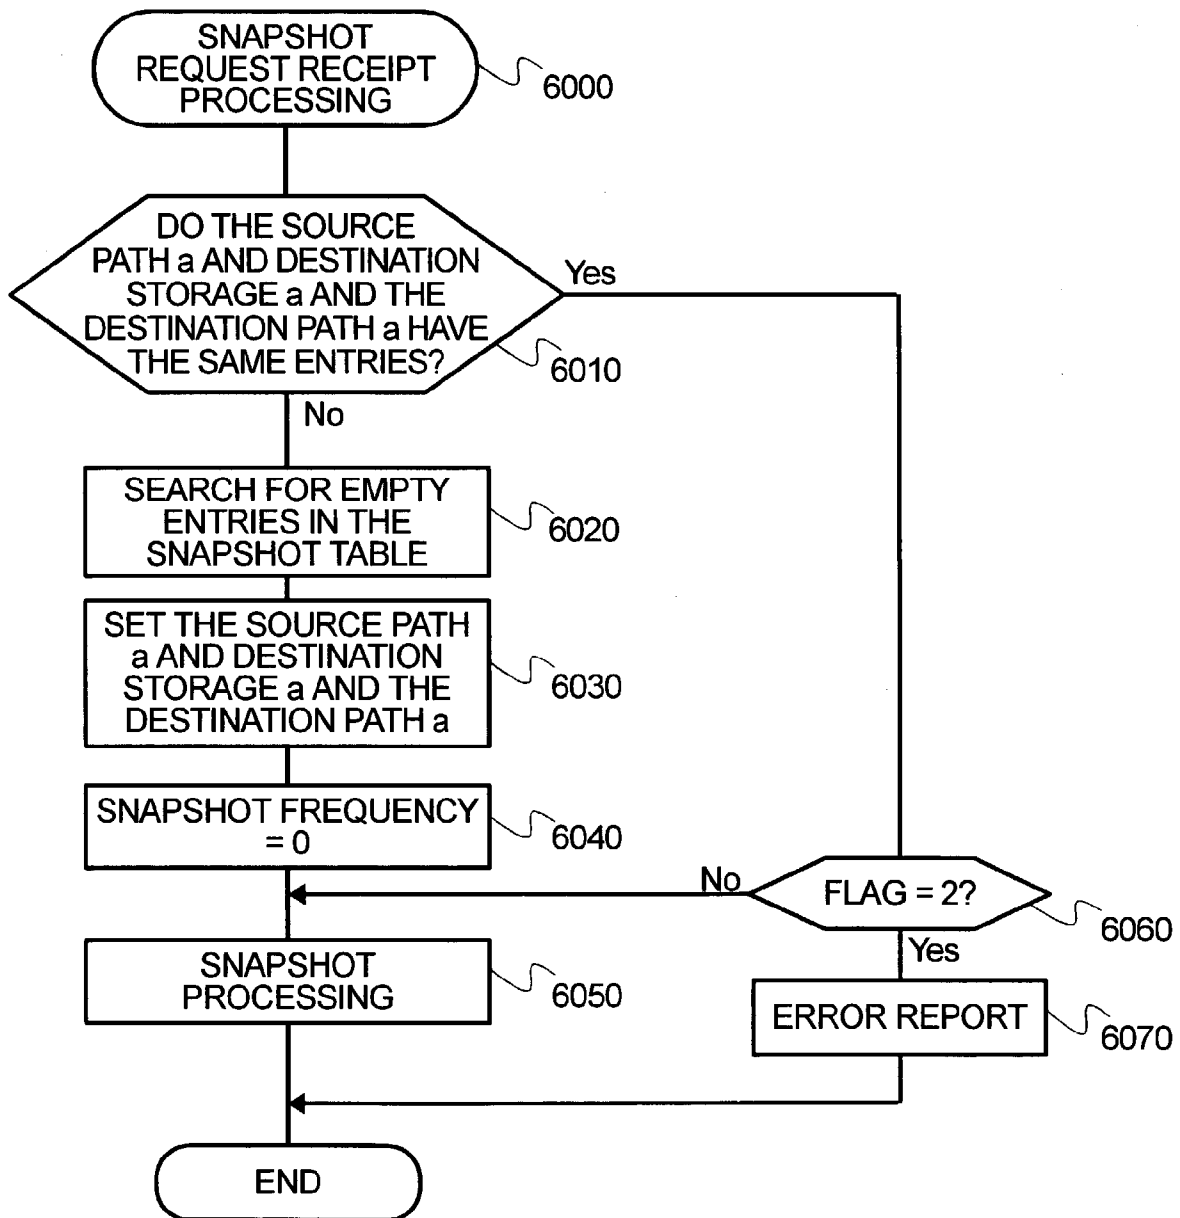 SNAPSHOT
REQUEST RECEIPT
PROCESSING
6000
DO THE SOURCE
PATH a AND DESTINATION
STORAGE a AND THE
DESTINATION PATH a HAVE
THE SAME ENTRIES?
6010
Yes
No
SEARCH FOR EMPTY
ENTRIES IN THE
SNAPSHOT TABLE
6020
SET THE SOURCE PATH
a AND DESTINATION
STORAGE a AND THE
DESTINATION PATH a
6030
SNAPSHOT FREQUENCY
= 0
6040
No
FLAG = 2?
6060
Yes
SNAPSHOT
PROCESSING
6050
ERROR REPORT
6070
END